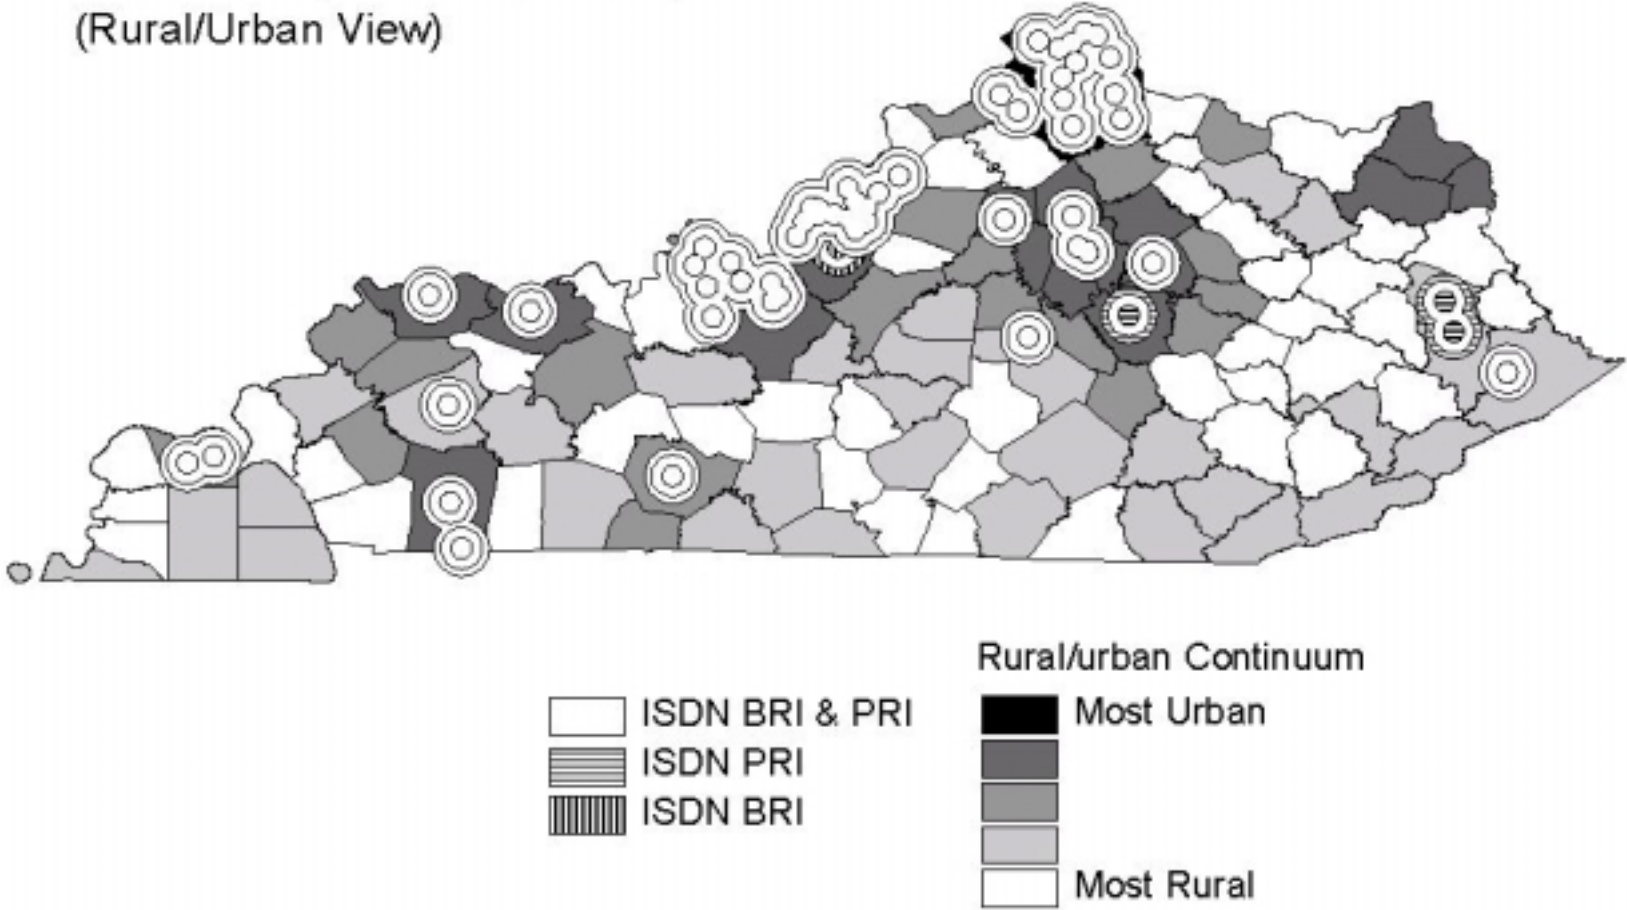 (Rural/Urban View)
Rural/urban Continuum
ISDN BRI & PRI
ISDN PRI
ISDN BRI
Most Urban
Most Rural